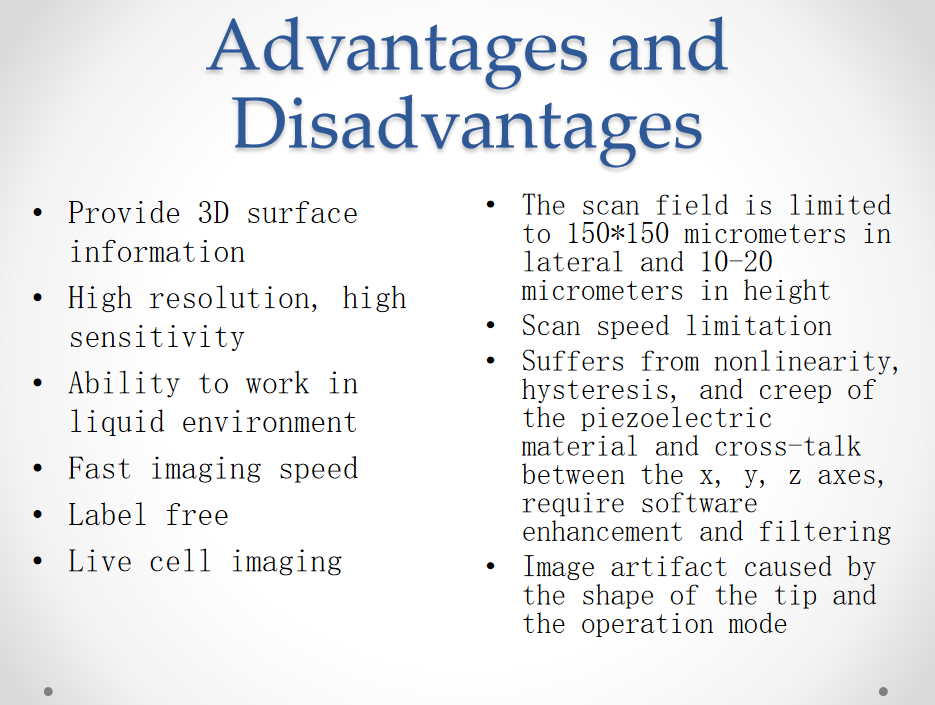 Advantages and
Disadvantages
• Provide 3D surface
information
• High resolution, high
sensitivity
• Ability to work in
liquid environment
• Fast imaging speed
• Label free
• Live cell imaging
• The scan field is limited
to 150*150 micrometers in
lateral and 10-20
micrometers in height
• Scan speed limitation
• Suffers from nonlinearity,
hysteresis, and creep of
the piezoelectric
material and cross-talk
between the x, y, z axes,
require software
enhancement and filtering
• Image artifact caused by
the shape of the tip and
the operation mode